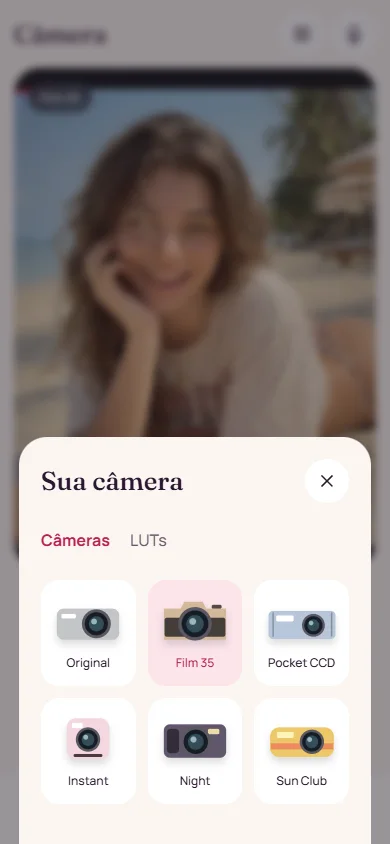 Câmera
Sua câmera
Câmeras LUTs
Original Film 35 Pocket CCD
Instant Night Sun Club